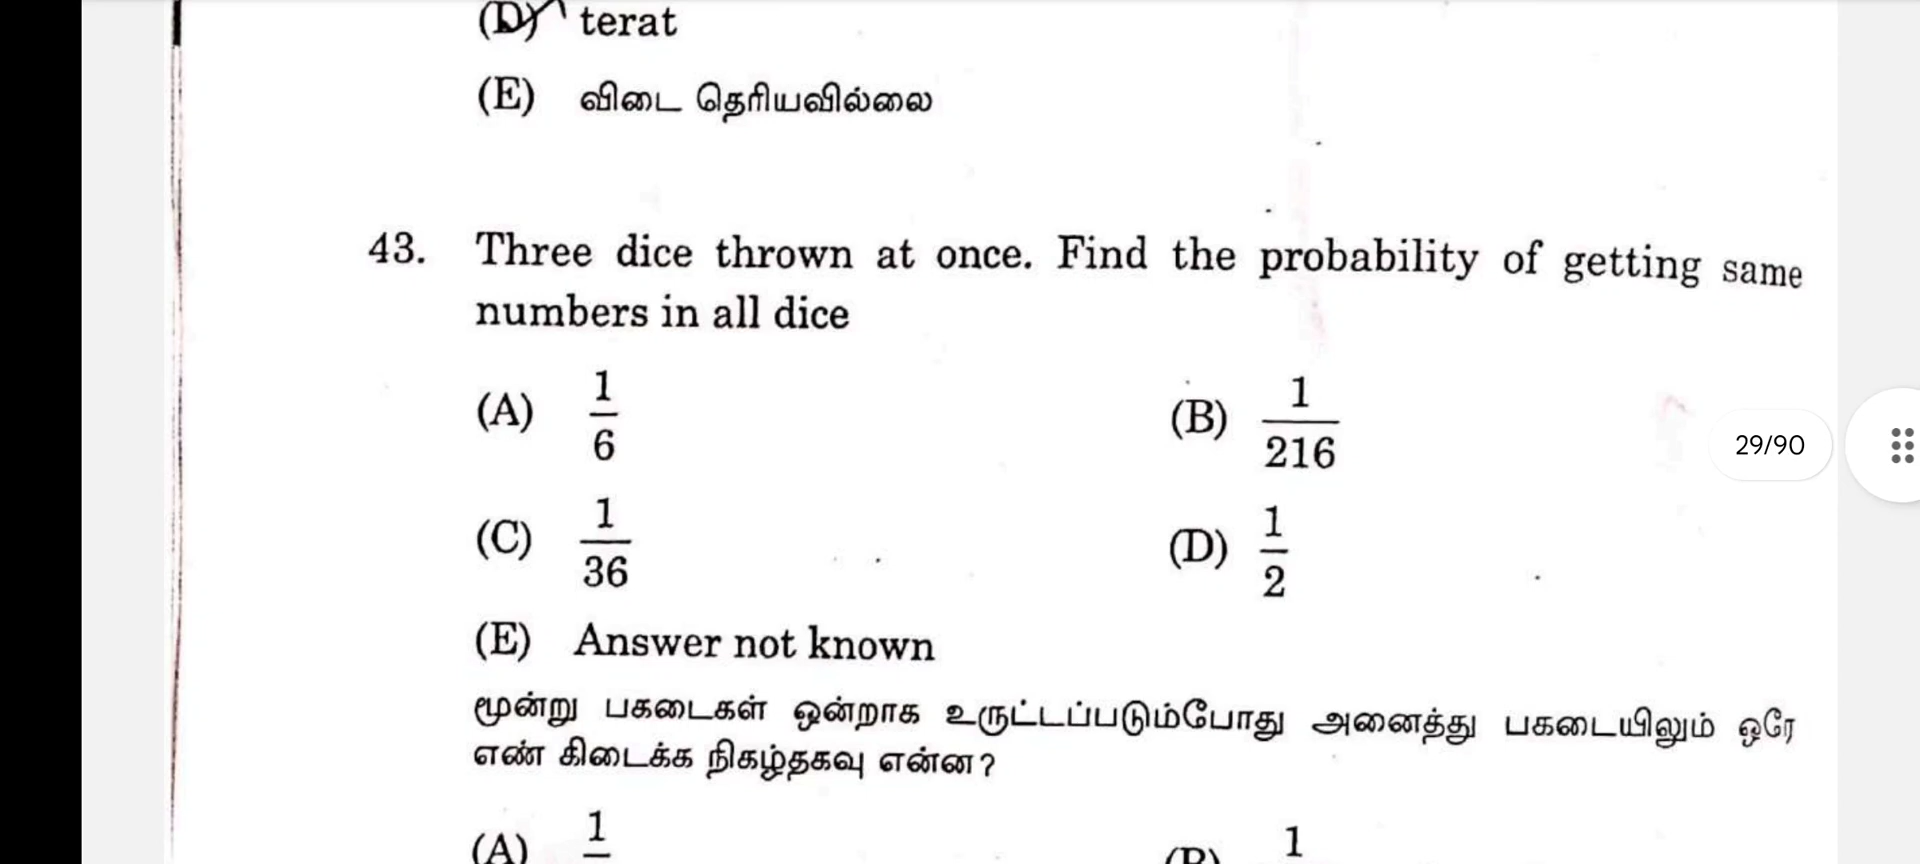 (D) terat
(E) விடை தெரியவில்லை
43. Three dice thrown at once. Find the probability of getting same
numbers in all dice
(A) 1/6 (B) 1/216
29/90
(C) 1/36 (D) 1/2
(E) Answer not known
மூன்று பகடைகள் ஒன்றாக உருட்டப்படும்போது அனைத்து பகடையிலும் ஒரே
எண் கிடைக்க நிகழ்தகவு என்ன?
(A) 1 (B) 1